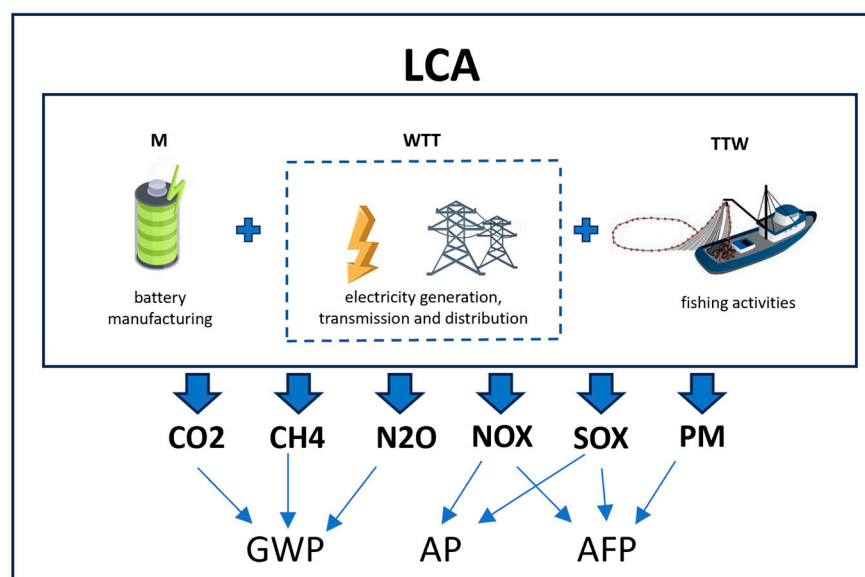 LCA
M
WTT
TTW
battery
manufacturing
electricity generation,
transmission and distribution
fishing activities
CO2 CH4 N2O NOX SOX PM
GWP AP AFP